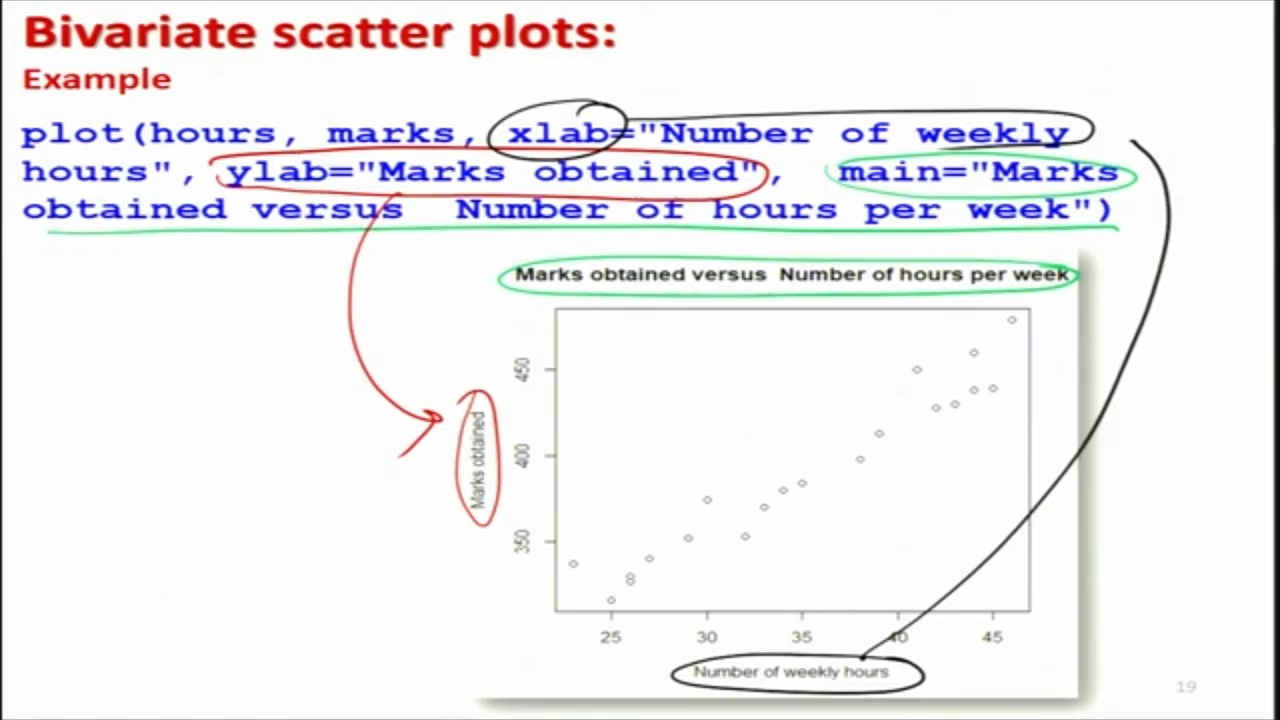 Bivariate scatter plots:
Example
plot(hours, marks, xlab="Number of weekly
hours", ylab="Marks obtained", main="Marks
obtained versus Number of hours per week")
Marks obtained versus Number of hours per week
450
400
350
Marks obtained
25 30 35 40 45
Number of weekly hours
19